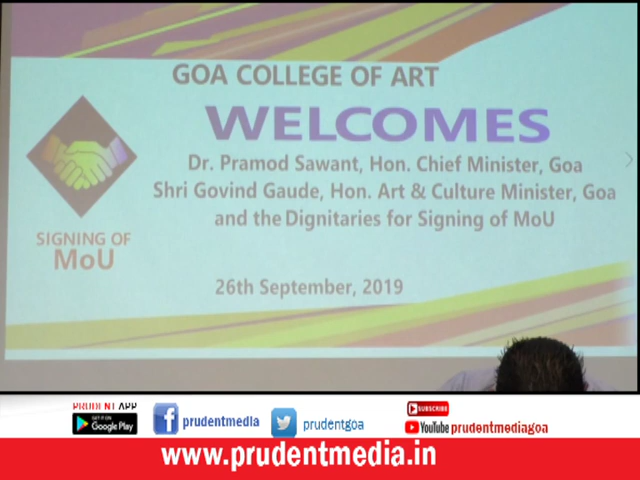 GOA COLLEGE OF ART
WELCOMES
Dr. Pramod Sawant, Hon. Chief Minister, Goa
Shri Govind Gaude, Hon. Art & Culture Minister, Goa
and the Dignitaries for Signing of MoU
SIGNING OF
MoU
26th September, 2019
PRUDENT APP
GET IT ON
Google Play
prudentmedia
prudentgoa
SUBSCRIBE
YouTube prudentmediagoa
www.prudentmedia.in